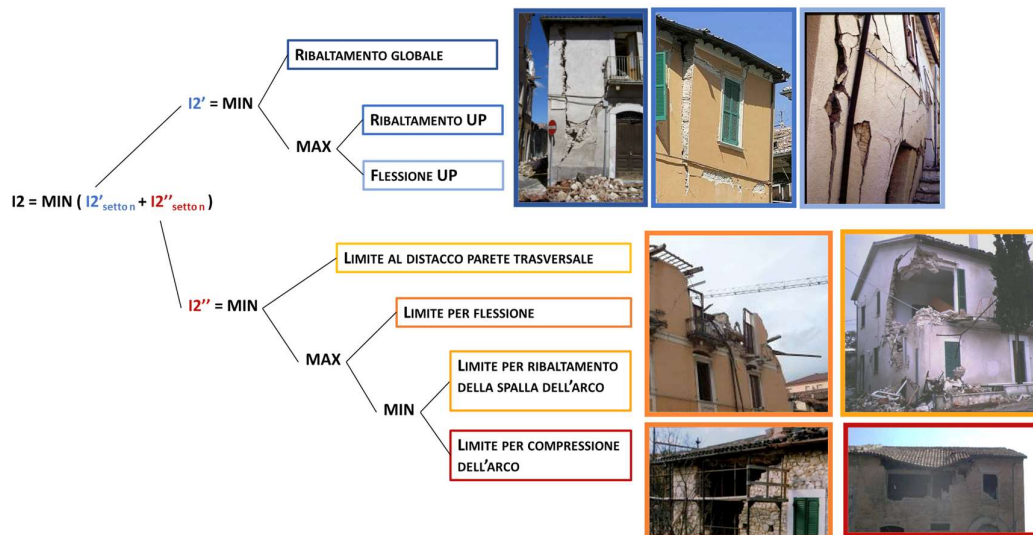 RIBALTAMENTO GLOBALE
I2' = MIN
RIBALTAMENTO UP
MAX
FLESSIONE UP
I2 = MIN ( I2'setto n + I2''setto n )
LIMITE AL DISTACCO PARETE TRASVERSALE
I2'' = MIN
LIMITE PER FLESSIONE
MAX
LIMITE PER RIBALTAMENTO
DELLA SPALLA DELL'ARCO
MIN
LIMITE PER COMPRESSIONE
DELL'ARCO